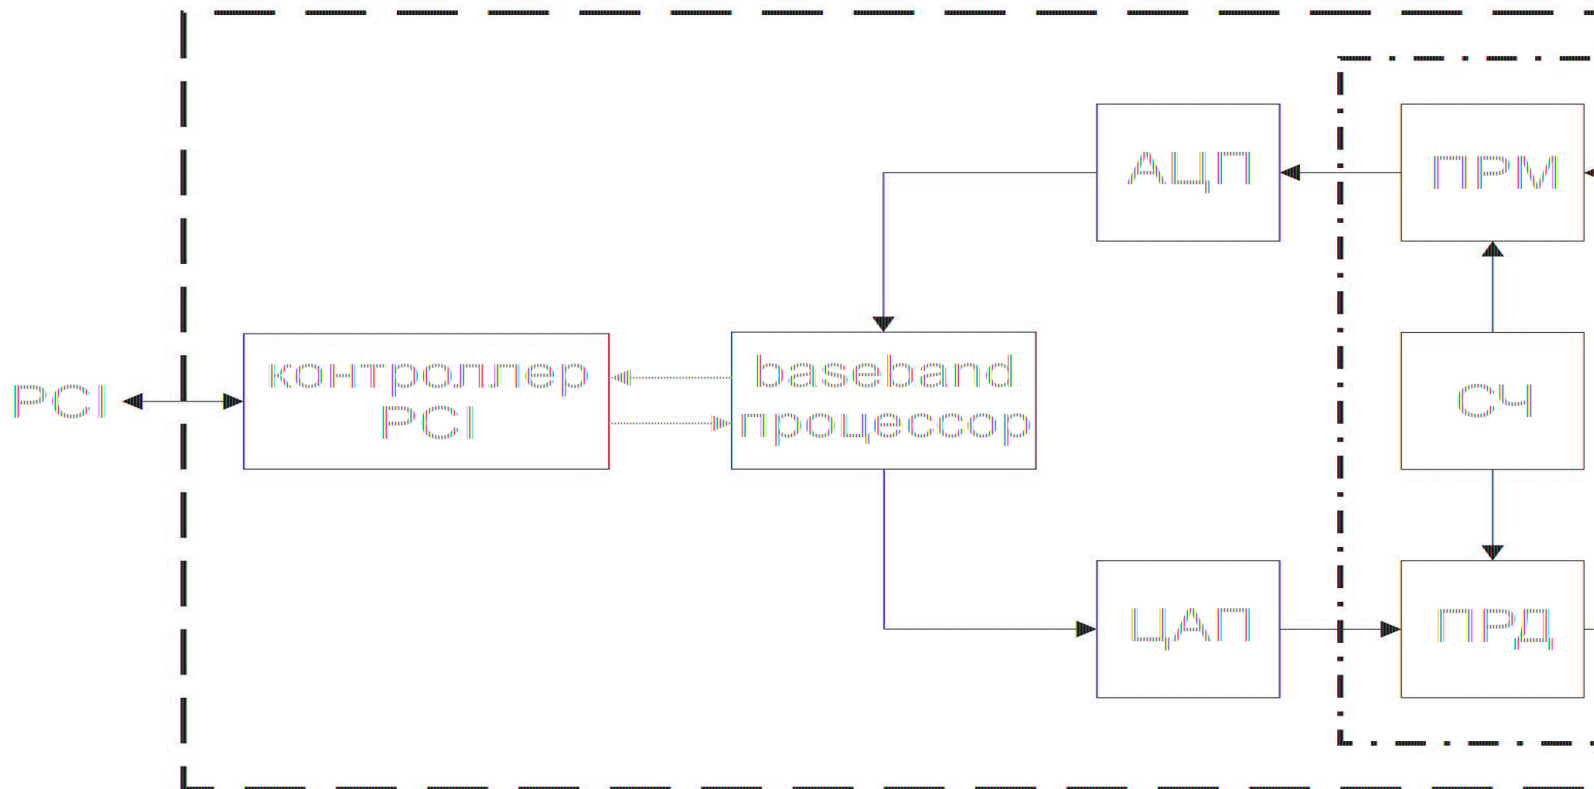 АЦП
ПРМ
контроллер
PCI
baseband
процессор
PCI
СЧ
ЦАП
ПРД